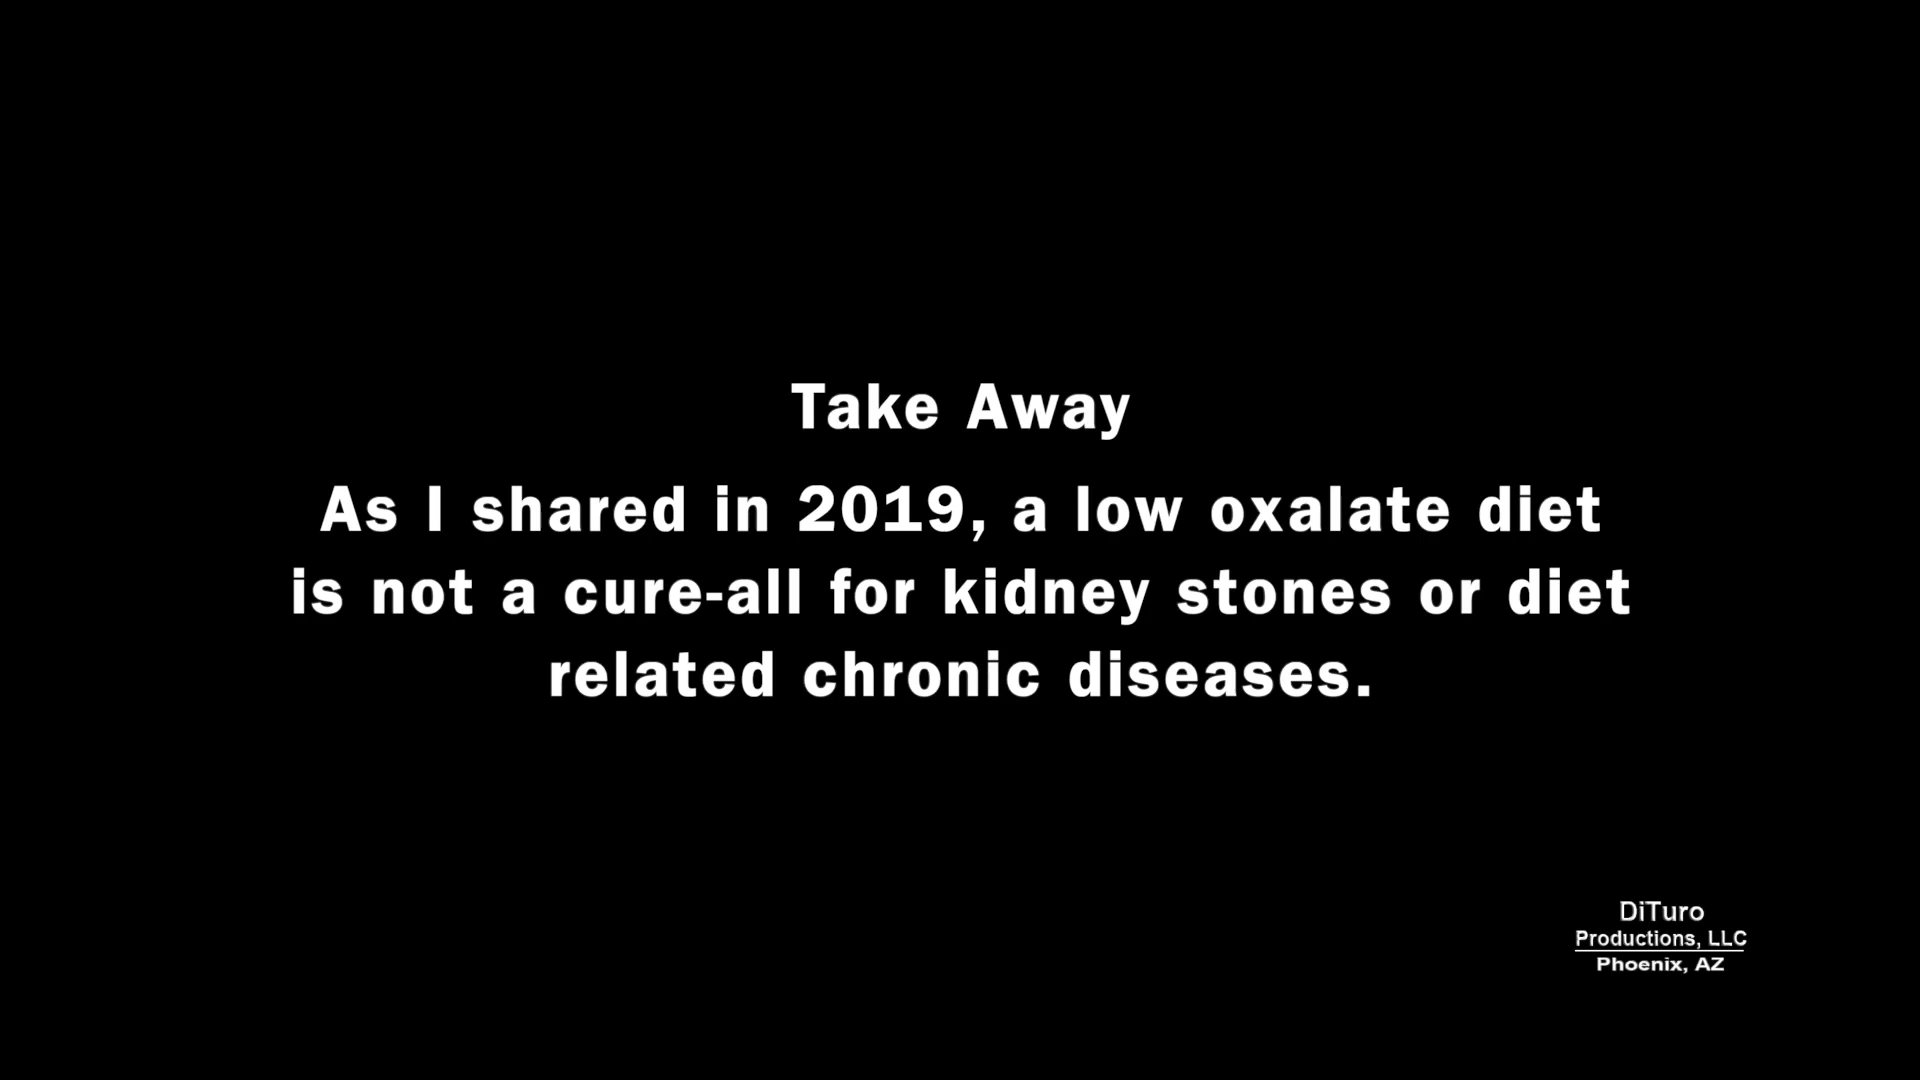 Take Away
As I shared in 2019, a low oxalate diet
is not a cure-all for kidney stones or diet
related chronic diseases.
DiTuro
Productions, LLC
Phoenix, AZ